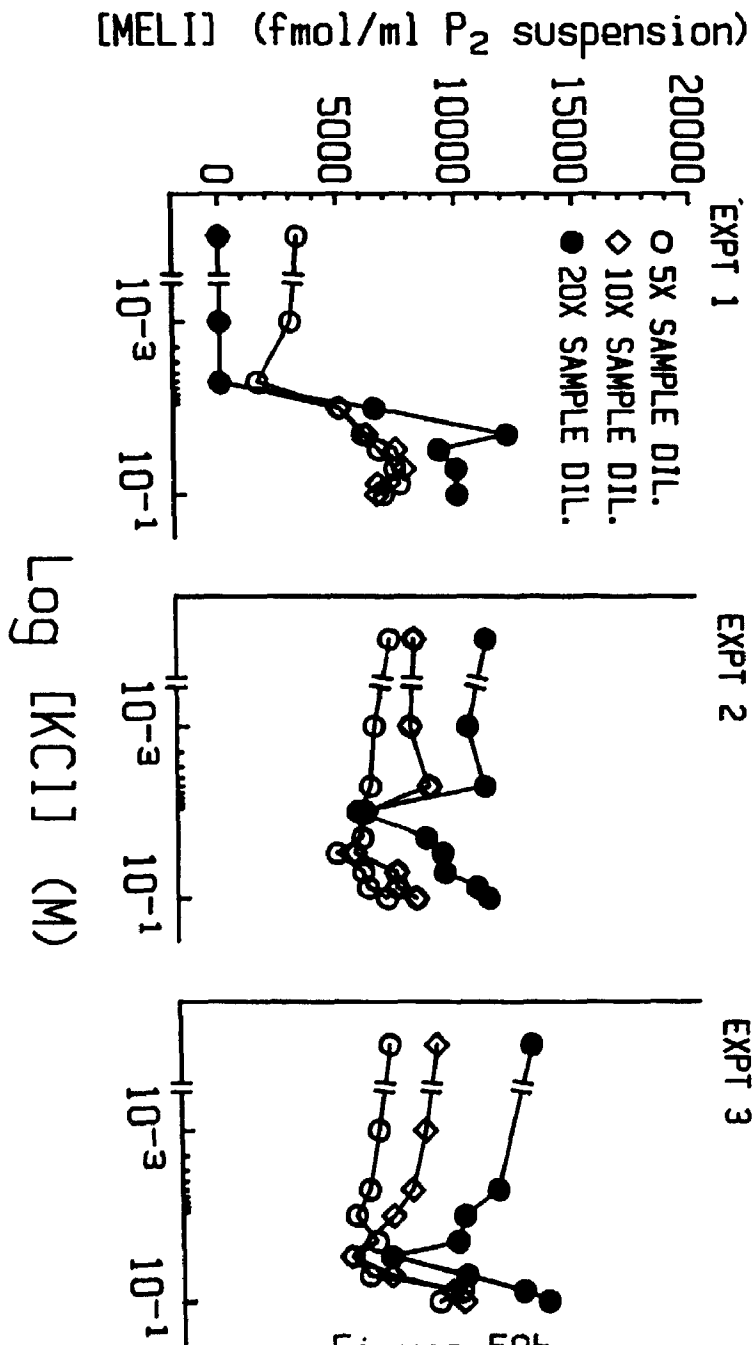 [MELI] (fmol/ml P₂ suspension)
20000
15000
10000
5000
0
EXPT 1
○ 5X SAMPLE DIL.
◇ 10X SAMPLE DIL.
● 20X SAMPLE DIL.
10⁻³
10⁻¹
EXPT 2
10⁻³
10⁻¹
EXPT 3
10⁻³
10⁻¹
Log [KCl] (M)